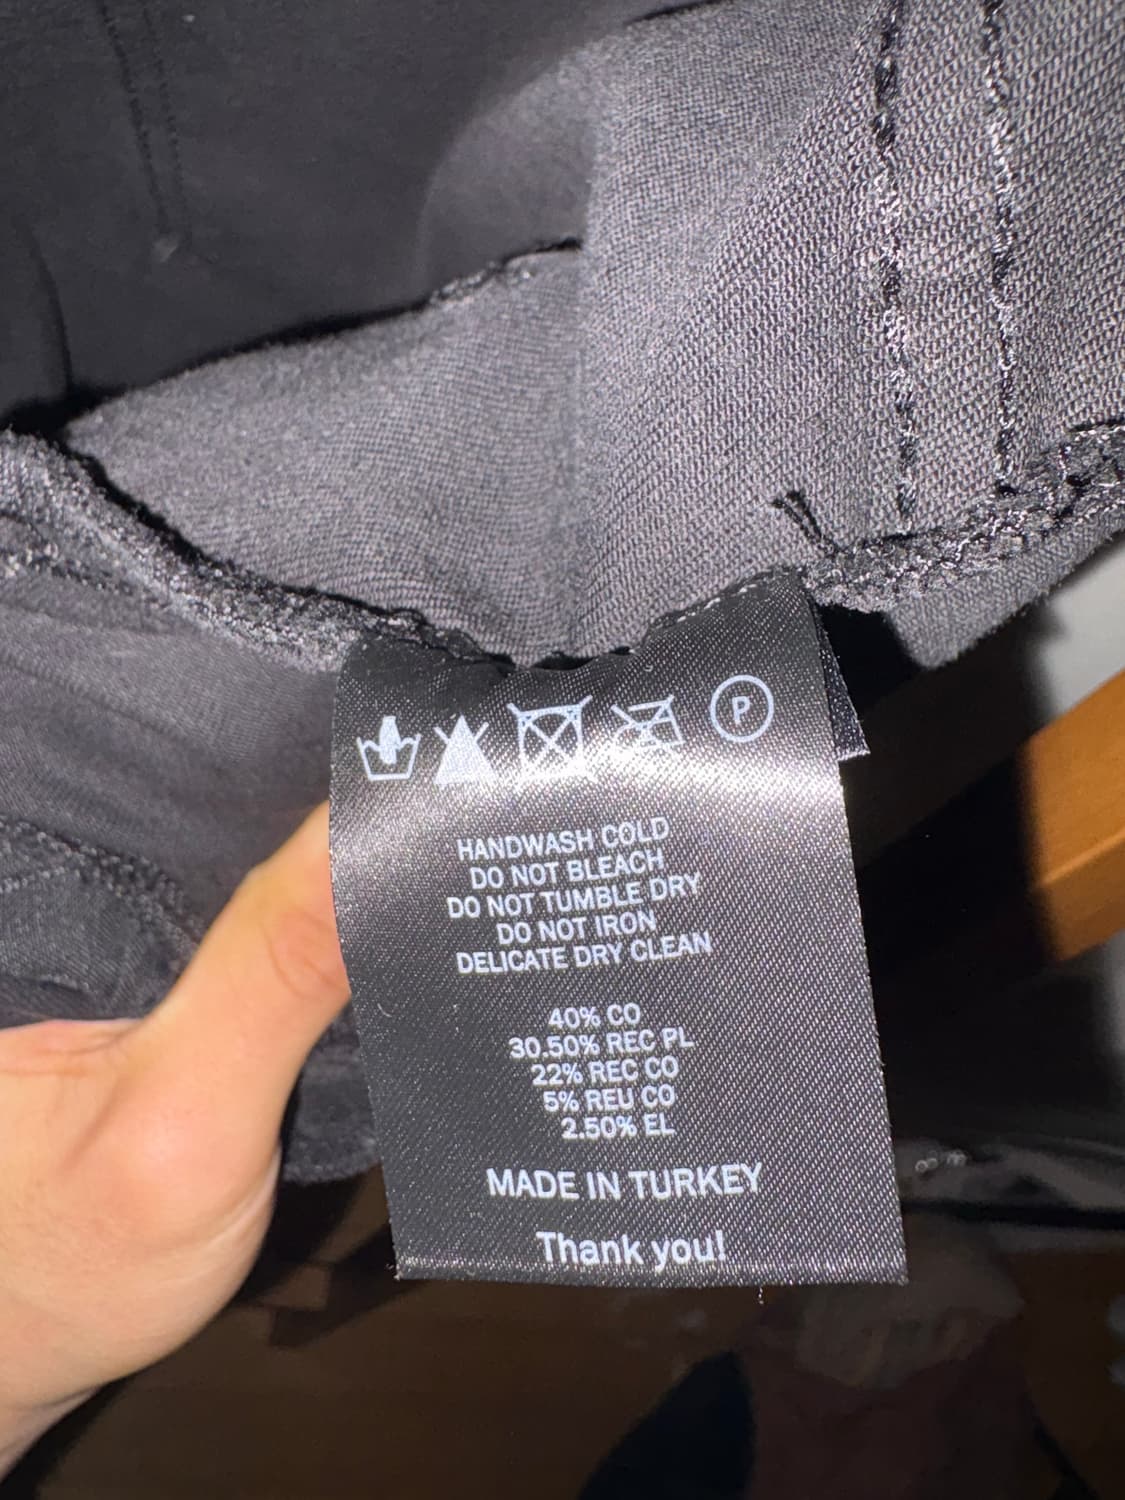 P
HANDWASH COLD
DO NOT BLEACH
DO NOT TUMBLE DRY
DO NOT IRON
DELICATE DRY CLEAN
40% CO
30.50% REC PL
22% REC CO
5% REU CO
2.50% EL
MADE IN TURKEY
Thank you!